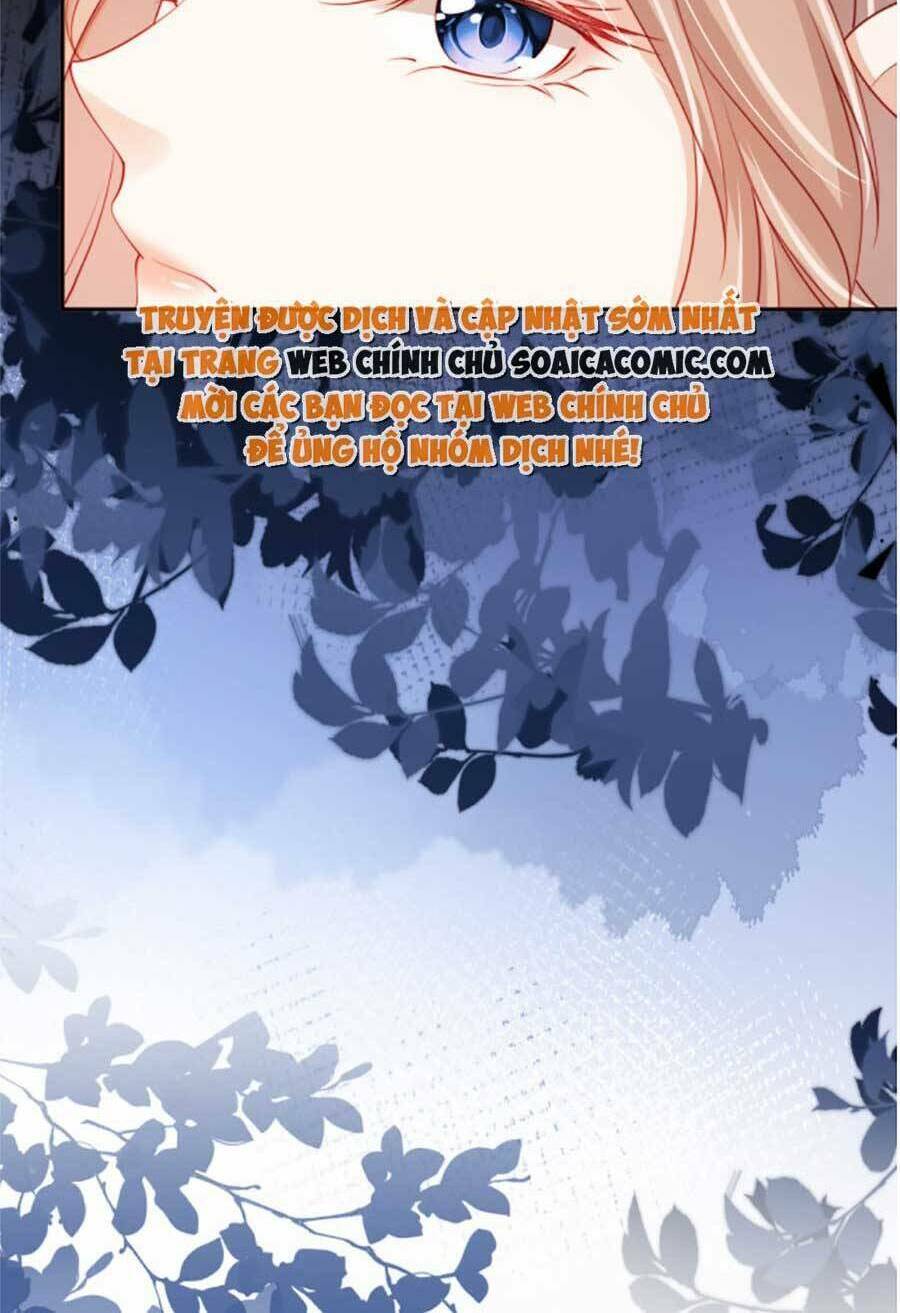 TRUYỆN ĐƯỢC DỊCH VÀ CẬP NHẬT SỚM NHẤT
TẠI TRANG WEB CHÍNH CHỦ SOAICACOMIC.COM
MỜI CÁC BẠN ĐỌC TẠI WEB CHÍNH CHỦ
ĐỂ ỦNG HỘ NHÓM DỊCH NHÉ!